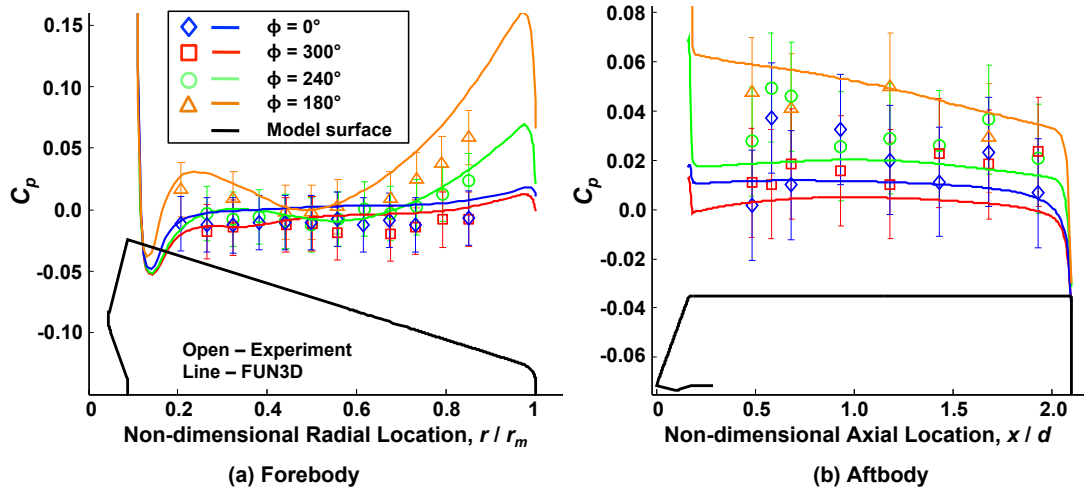 0.15
0.10
0.05
0.0
-0.05
-0.10
C_p
ϕ = 0°
ϕ = 300°
ϕ = 240°
ϕ = 180°
Model surface
Open – Experiment
Line – FUN3D
0 0.2 0.4 0.6 0.8 1
Non-dimensional Radial Location, r / r_m
(a) Forebody
0.08
0.06
0.04
0.02
0.0
-0.02
-0.04
-0.06
C_p
0 0.5 1.0 1.5 2.0
Non-dimensional Axial Location, x / d
(b) Aftbody